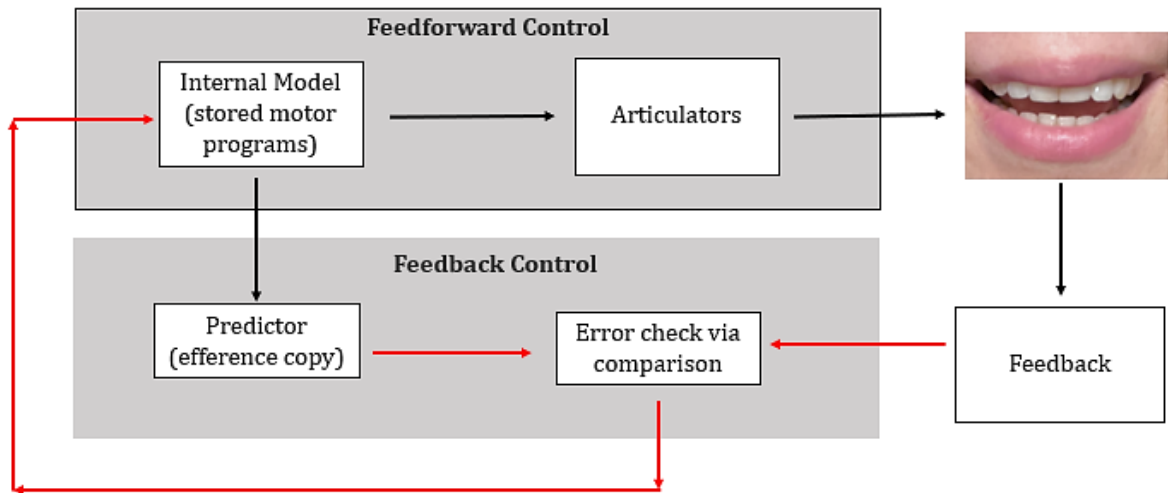 Feedforward Control
Internal Model
(stored motor
programs)
Articulators
Feedback Control
Predictor
(efference copy)
Error check via
comparison
Feedback